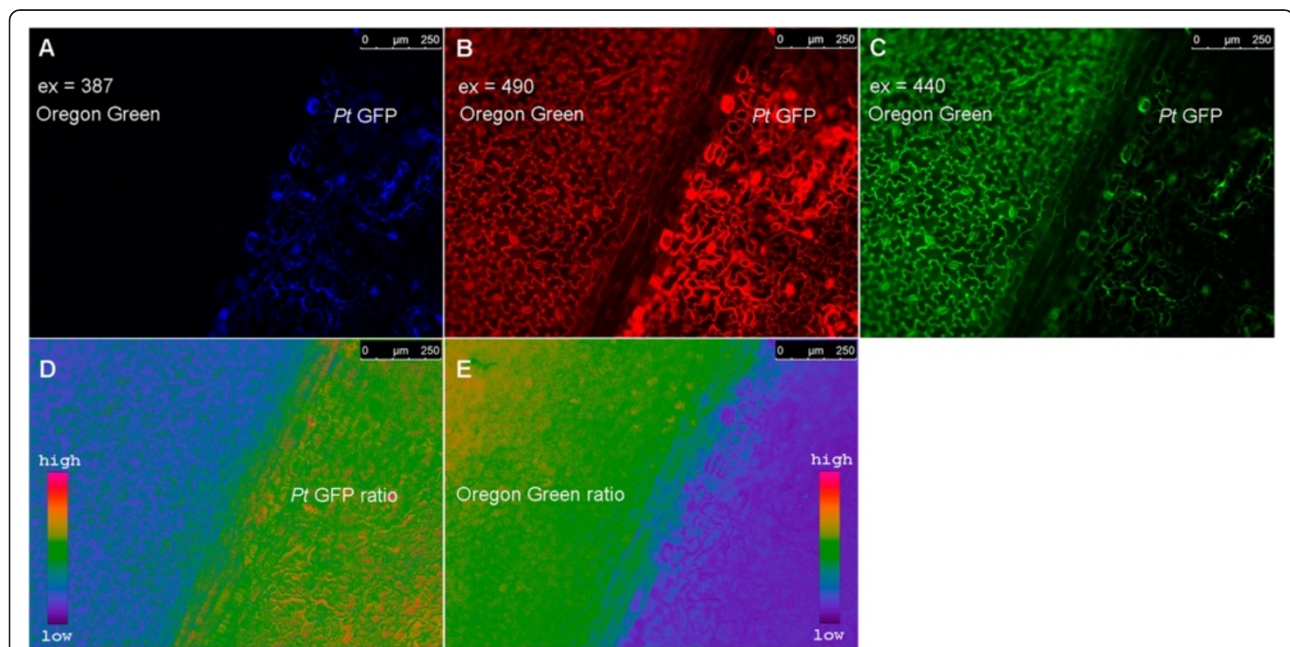 A
0 µm 250
ex = 387
Oregon Green
Pt GFP
B
0 µm 250
ex = 490
Oregon Green
Pt GFP
C
0 µm 250
ex = 440
Oregon Green
Pt GFP
D
0 µm 250
high
Pt GFP ratio
low
E
0 µm 250
Oregon Green ratio
high
low